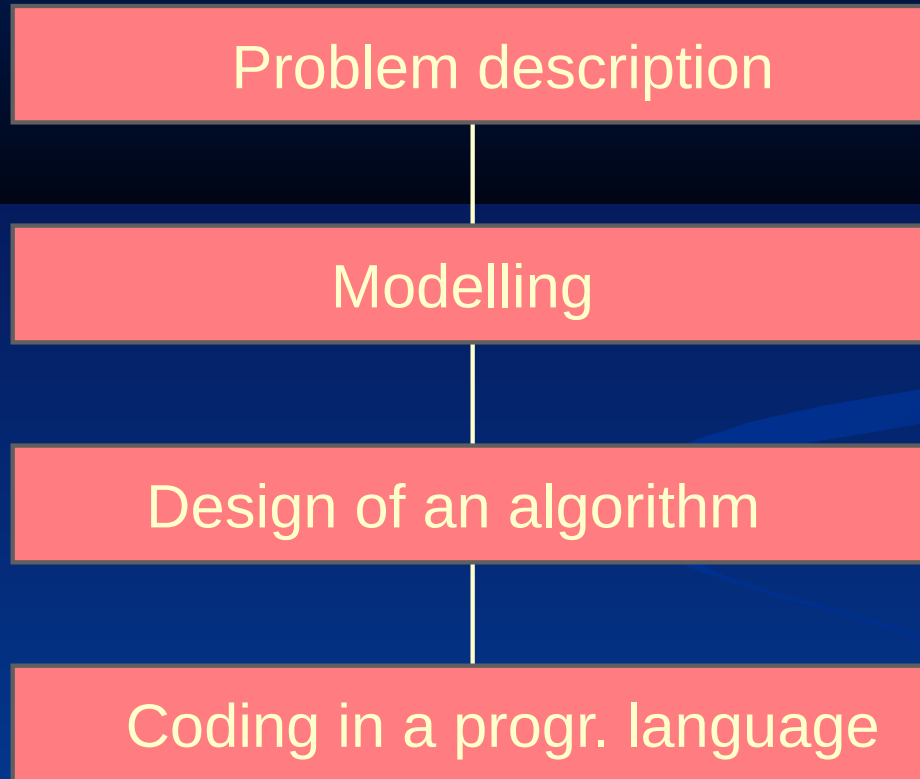 Problem description
Modelling
Design of an algorithm
Coding in a progr. language